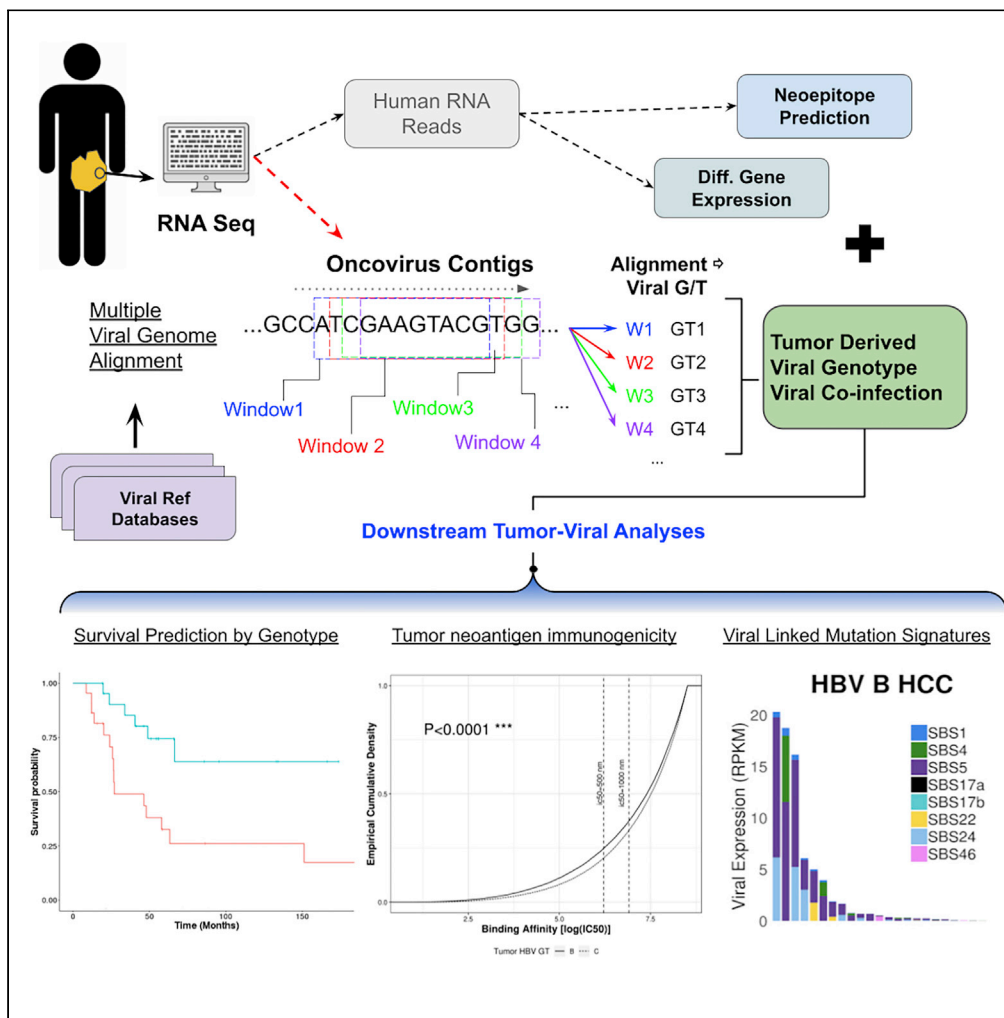 Human RNA
Reads
Neoepitope
Prediction
Diff. Gene
Expression
RNA Seq
Oncovirus Contigs
Alignment ⇨
Viral G/T
Multiple
Viral Genome
Alignment
...GCCATCGAAGTACGTGG...
W1 GT1
W2 GT2
W3 GT3
W4 GT4
...
Window1
Window3
...
Window 2
Window 4
Tumor Derived
Viral Genotype
Viral Co-infection
Viral Ref
Databases
Downstream Tumor-Viral Analyses
Survival Prediction by Genotype
Survival probability
1.00
0.75
0.50
0.25
0.00
0 50 100 150
Time (Months)
Tumor neoantigen immunogenicity
P<0.0001 ***
Empirical Cumulative Density
1.0
0.5
0.0
ic50=500 nm
ic50=1000 nm
2.5 5.0 7.5
Binding Affinity [log(IC50)]
Tumor HBV GT B C
Viral Linked Mutation Signatures
HBV B HCC
Viral Expression (RPKM)
20
15
10
5
0
SBS1
SBS4
SBS5
SBS17a
SBS17b
SBS22
SBS24
SBS46